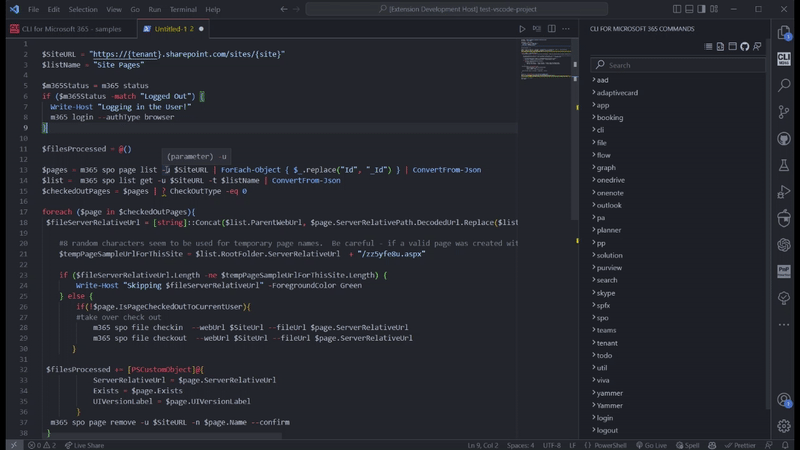 File Edit Selection View Go Run Terminal Help
[Extension Development Host] test-vscode-project
CLI for Microsoft 365 - samples
Untitled-1 2
1
2 $SiteURL = "https://{tenant}.sharepoint.com/sites/{site}"
3 $listName = "Site Pages"
4
5 $m365Status = m365 status
6 if ($m365Status -match "Logged Out") {
7 Write-Host "Logging in the User!"
8 m365 login --authType browser
9 }
10
11 $filesProcessed = @()
(parameter) -u
13 $pages = m365 spo page list -u $SiteURL | ForEach-Object { $_.replace("Id", "_Id") } | ConvertFrom-Json
14 $list = m365 spo list get -u $SiteURL -t $listName | ConvertFrom-Json
15 $checkedOutPages = $pages | ? CheckOutType -eq 0
16
17 foreach ($page in $checkedOutPages){
18 $fileServerRelativeUrl = [string]::Concat($list.ParentWebUrl, $page.ServerRelativePath.DecodedUrl.Replace($list
19
20 #8 random characters seem to be used for temporary page names. Be careful - if a valid page was created wit
21 $tempPageSampleUrlForThisSite = $list.RootFolder.ServerRelativeUrl + "/zz5yfe8u.aspx"
22
23 if ($fileServerRelativeUrl.Length -ne $tempPageSampleUrlForThisSite.Length) {
24 Write-Host "Skipping $fileServerRelativeUrl" -ForegroundColor Green
25 } else {
26 if(!$page.IsPageCheckedOutToCurrentUser){
27 #take over check out
28 m365 spo file checkin --webUrl $SiteUrl --fileUrl $page.ServerRelativeUrl
29 m365 spo file checkout --webUrl $SiteUrl --fileUrl $page.ServerRelativeUrl
30 }
31
32 $filesProcessed += [PSCustomObject]@{
33 ServerRelativeUrl = $page.ServerRelativeUrl
34 Exists = $page.Exists
35 UIVersionLabel = $page.UIVersionLabel
36 }
37 m365 spo page remove -u $SiteURL -n $page.Name --confirm
38 }
CLI FOR MICROSOFT 365 COMMANDS
Search
aad
adaptivecard
app
booking
cli
file
flow
graph
onedrive
onenote
outlook
pa
planner
pp
solution
purview
search
skype
spfx
spo
teams
tenant
todo
util
viva
yammer
Yammer
login
logout
0 2 Live Share
Ln 9, Col 2 Spaces: 4 UTF-8 LF PowerShell Go Live Spell Prettier